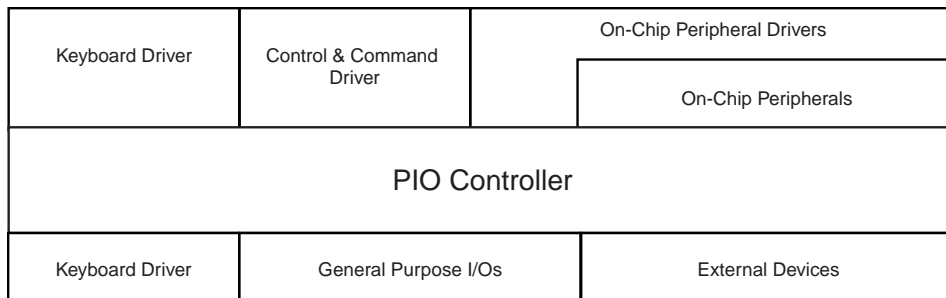 Keyboard Driver
Control & Command
Driver
On-Chip Peripheral Drivers
On-Chip Peripherals
PIO Controller
Keyboard Driver
General Purpose I/Os
External Devices